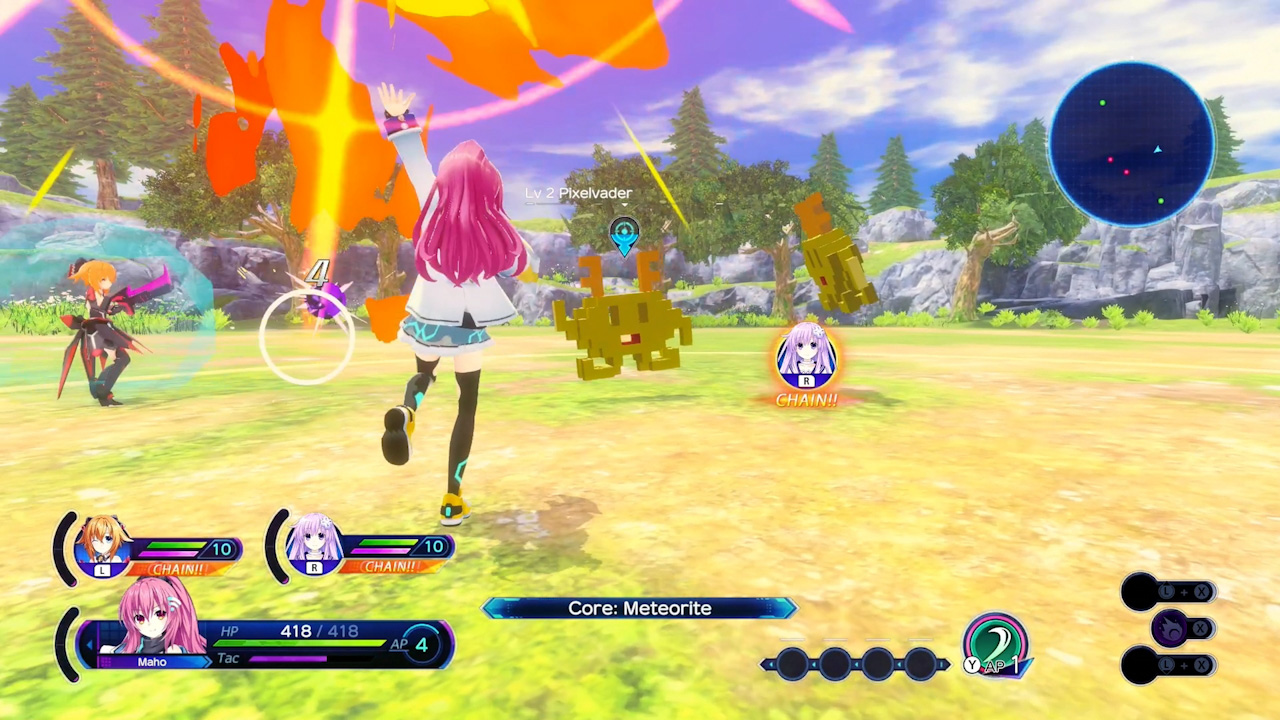 Lv 2 Pixelvader
4
R
CHAIN!!
10
L
CHAIN!!
10
R
CHAIN!!
HP 418 / 418
AP 4
Maho
Tac
Core: Meteorite
Y AP 1
L + X
X
L + X